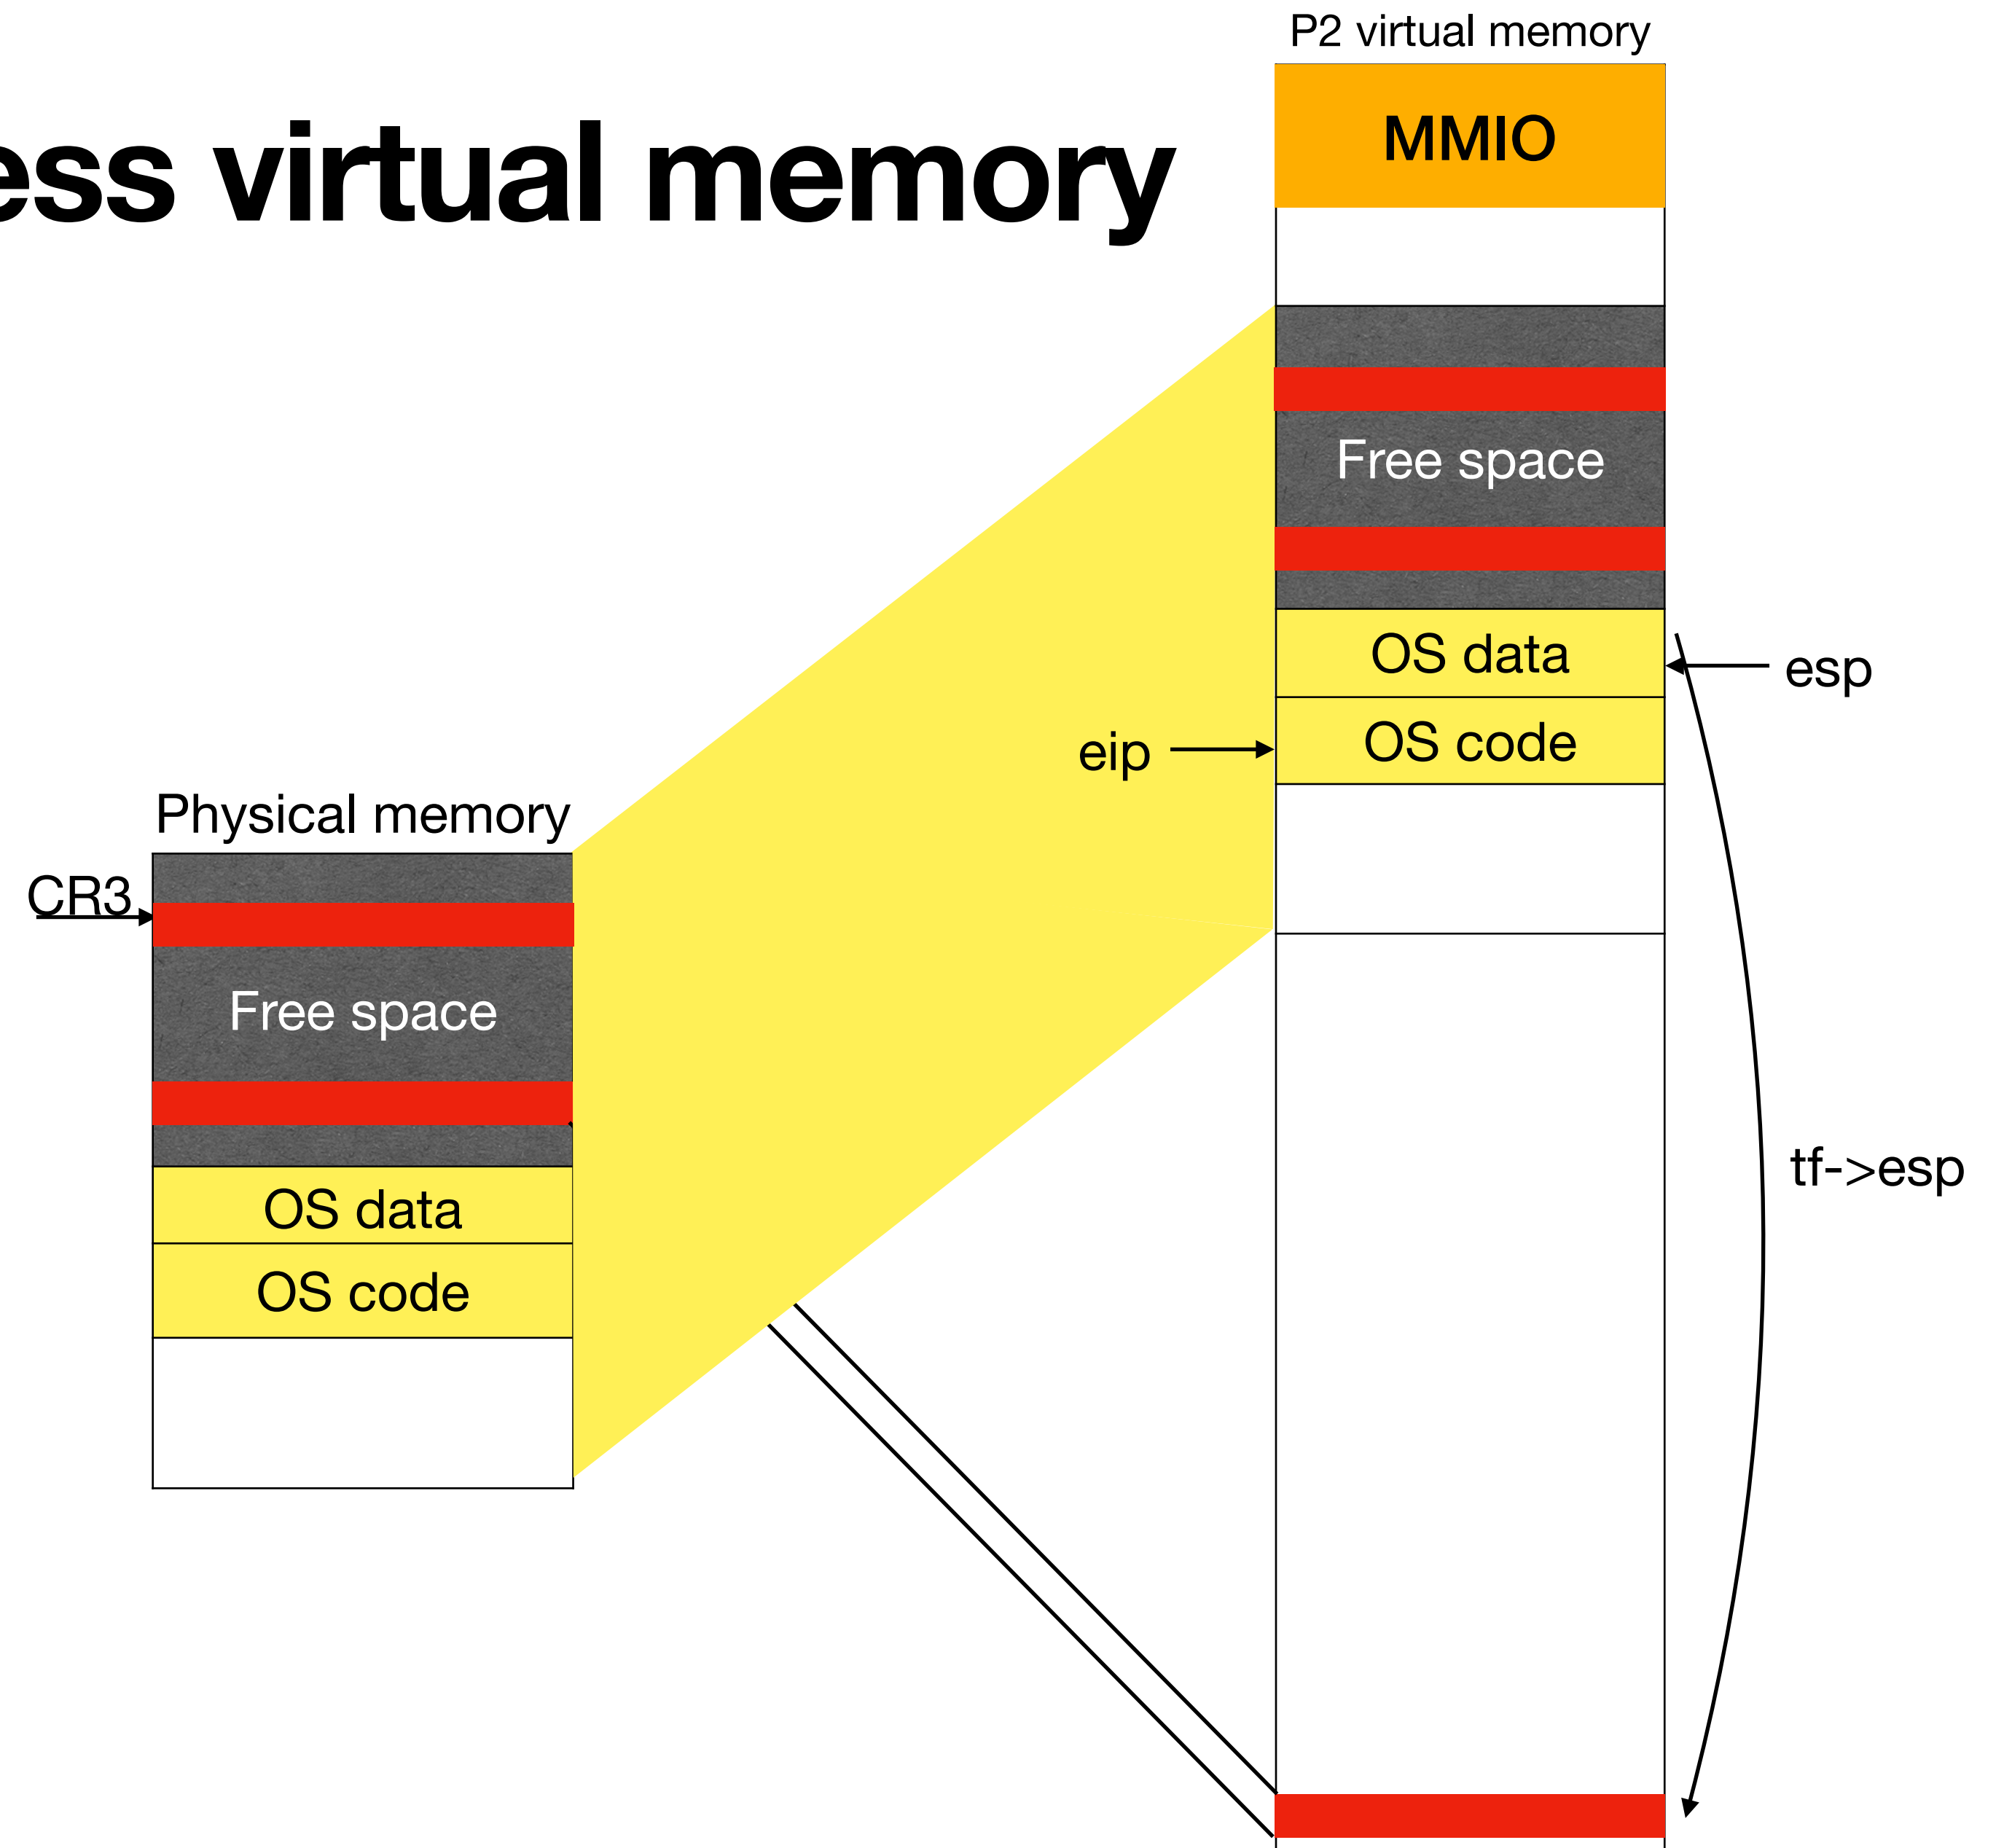 P2 virtual memory
ess virtual memory
MMIO
Free space
OS data
esp
OS code
eip
Physical memory
CR3
Free space
tf->esp
OS data
OS code